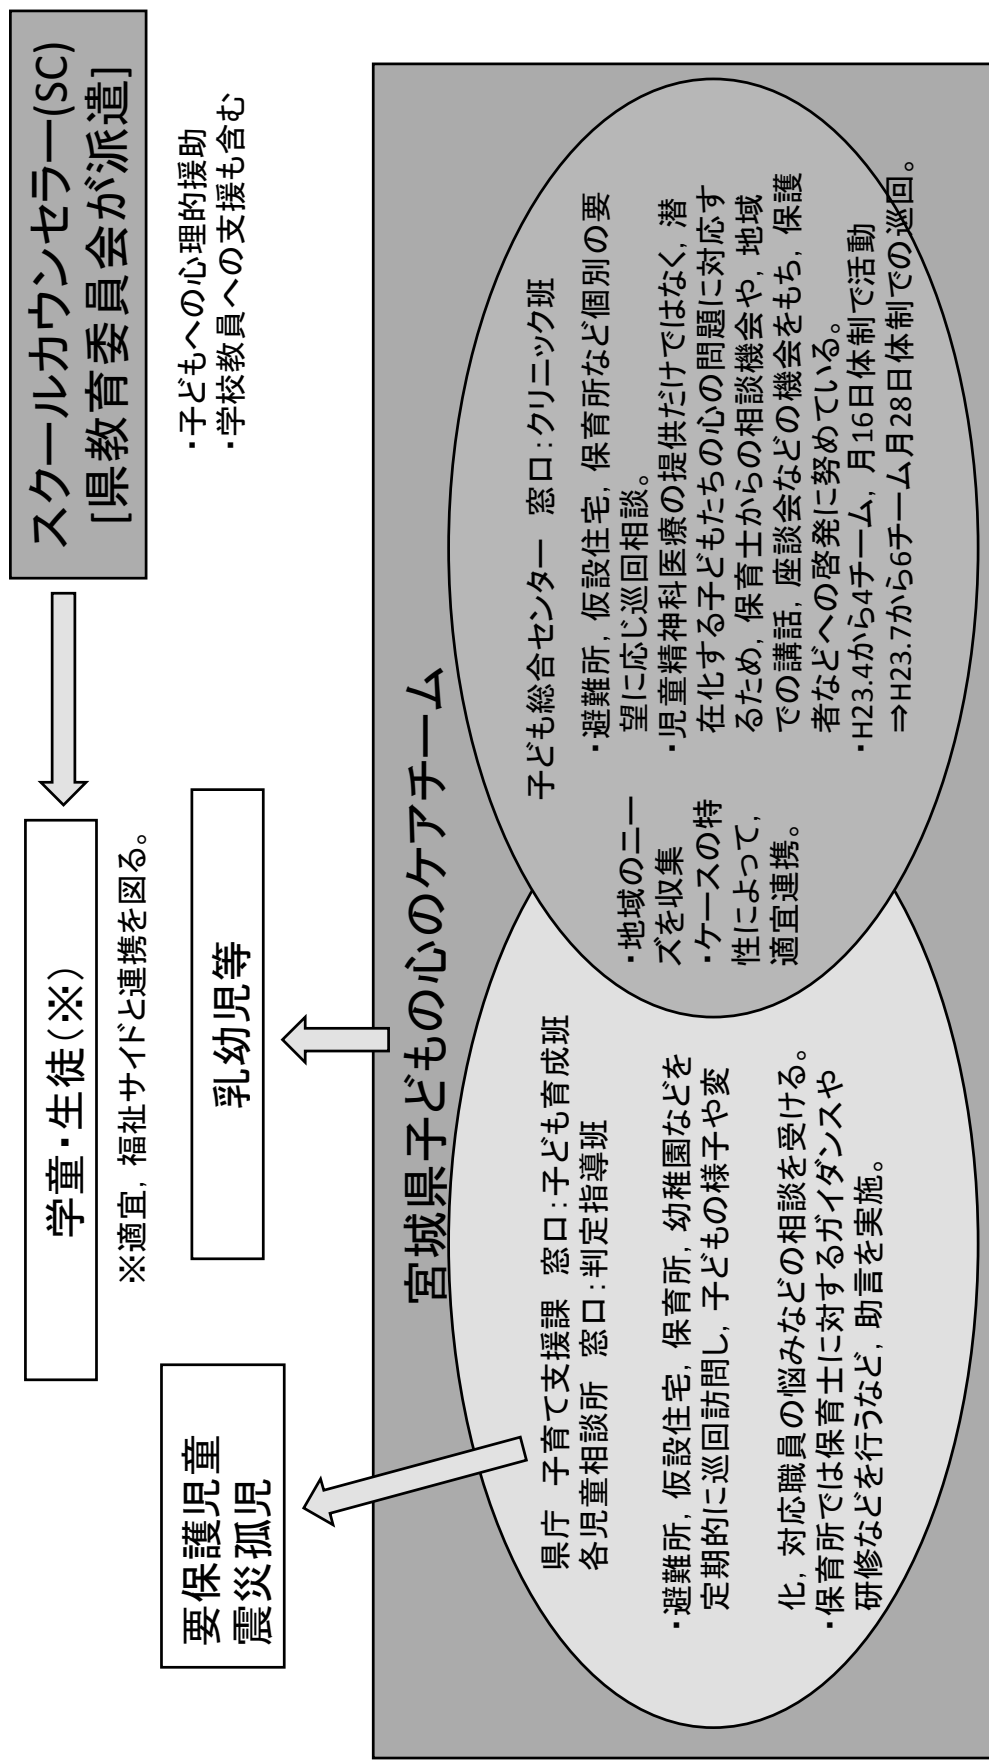 スクールカウンセラー(SC)
[県教育委員会が派遣]
・子どもへの心理的援助
・学校教員への支援も含む
学童・生徒(※)
※適宜，福祉サイドと連携を図る。
乳幼児等
要保護児童
震災孤児
宮城県子どもの心のケアチーム
県庁　子育て支援課　窓口：子ども育成班
各児童相談所　窓口：判定指導班
・避難所，仮設住宅，保育所，幼稚園などを
定期的に巡回訪問し，子どもの様子や変
化，対応職員の悩みなどの相談を受ける。
・保育所では保育士に対するガイダンスや
研修などを行うなど，助言を実施。
・地域のニー
ズを収集
・ケースの特
性によって，
適宜連携。
子ども総合センター　窓口：クリニック班
・避難所，仮設住宅，保育所など個別の要
望に応じ巡回相談。
・児童精神科医療の提供だけではなく，潜
在化する子どもたちの心の問題に対応す
るため，保育士からの相談機会や，地域
での講話，座談会などの機会をもち，保護
者などへの啓発に努めている。
・H23.4から4チーム，月16日体制で活動
⇒H23.7から6チーム月28日体制での巡回。